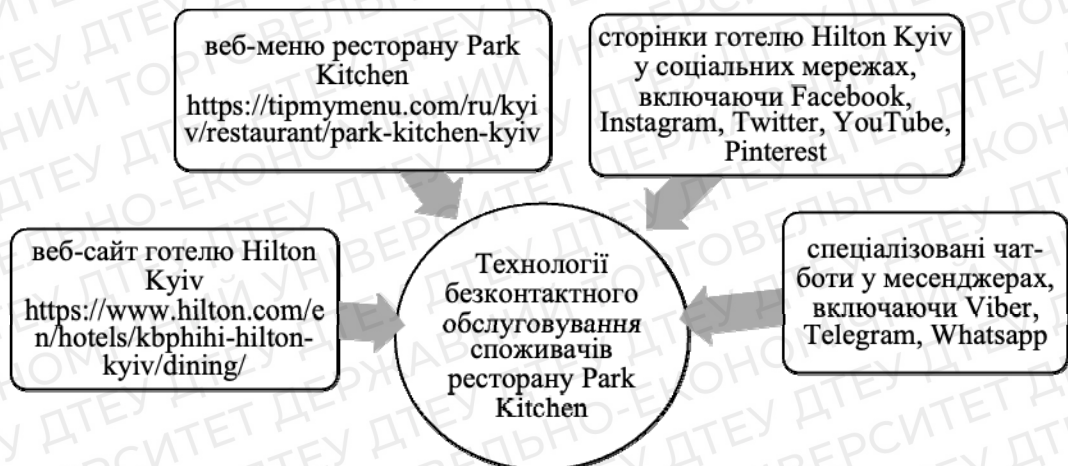 веб-меню ресторану Park
Kitchen
https://tipmymenu.com/ru/kyi
v/restaurant/park-kitchen-kyiv
сторінки готелю Hilton Kyiv
у соціальних мережах,
включаючи Facebook,
Instagram, Twitter, YouTube,
Pinterest
веб-сайт готелю Hilton
Kyiv
https://www.hilton.com/e
n/hotels/kbphihi-hilton-
kyiv/dining/
Технології
безконтактного
обслуговування
споживачів
ресторану Park
Kitchen
спеціалізовані чат-
боти у месенджерах,
включаючи Viber,
Telegram, Whatsapp